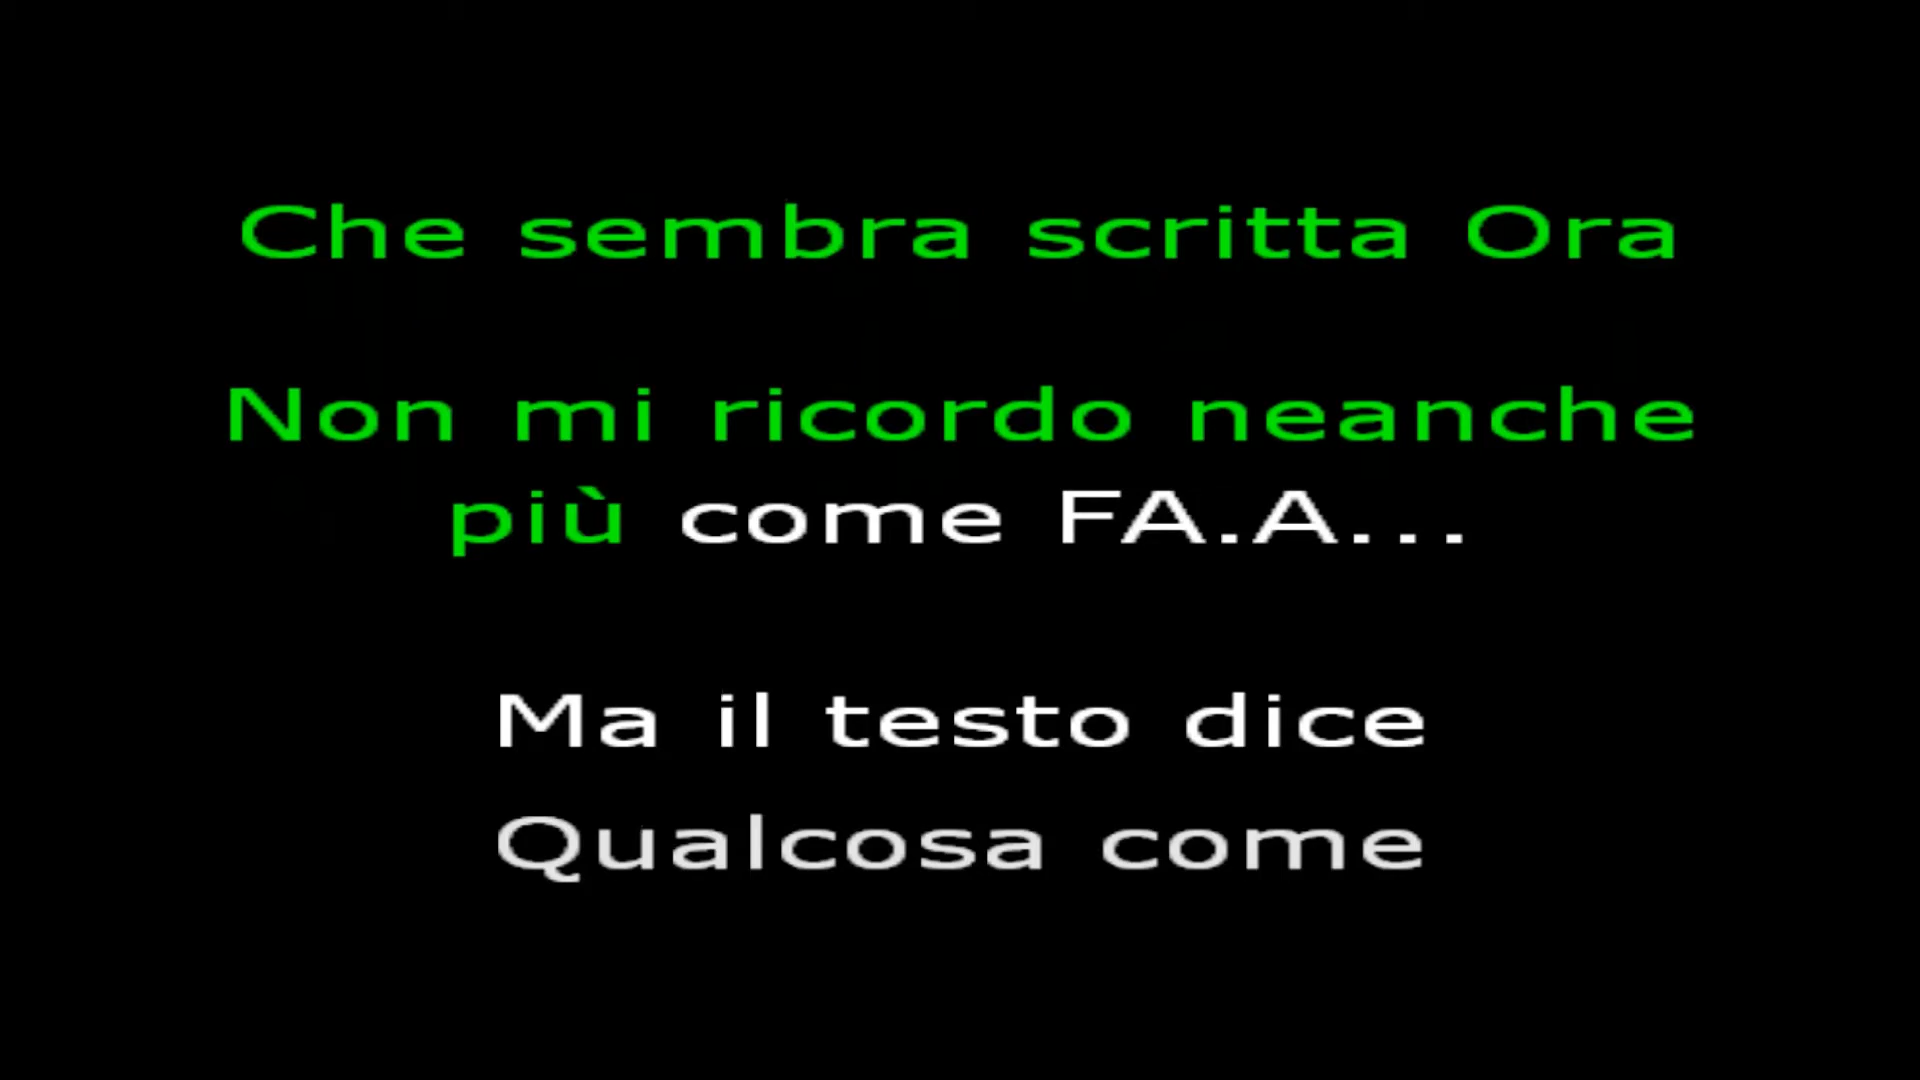 Che sembra scritta Ora
Non mi ricordo neanche
più come FA.A...
Ma il testo dice
Qualcosa come